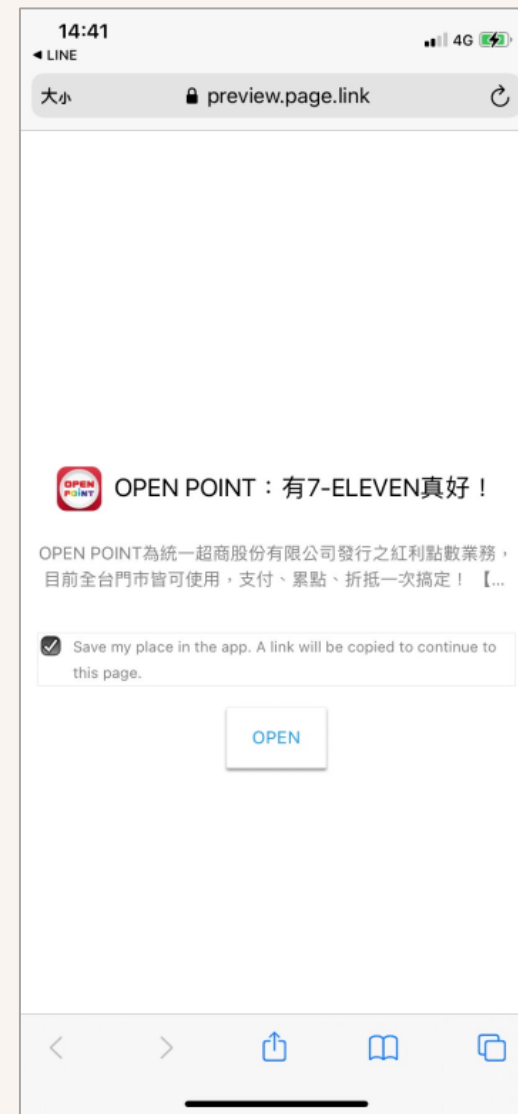 14:41
4G
◀ LINE
大小
preview.page.link
OPEN POINT
OPEN POINT：有7-ELEVEN真好！
OPEN POINT為統一超商股份有限公司發行之紅利點數業務，
目前全台門市皆可使用，支付、累點、折抵一次搞定！【...
Save my place in the app. A link will be copied to continue to
this page.
OPEN